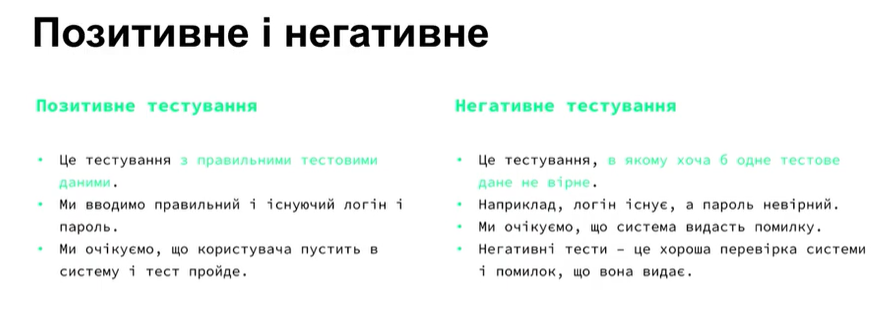 Позитивне і негативне
Позитивне тестування
• Це тестування з правильними тестовими
даними.
• Ми вводимо правильний і існуючий логін і
пароль.
• Ми очікуємо, що користувача пустить в
систему і тест пройде.
Негативне тестування
• Це тестування, в якому хоча б одне тестове
дане не вірне.
• Наприклад, логін існує, а пароль невірний.
• Ми очікуємо, що система видасть помилку.
• Негативні тести – це хороша перевірка системи
і помилок, що вона видає.